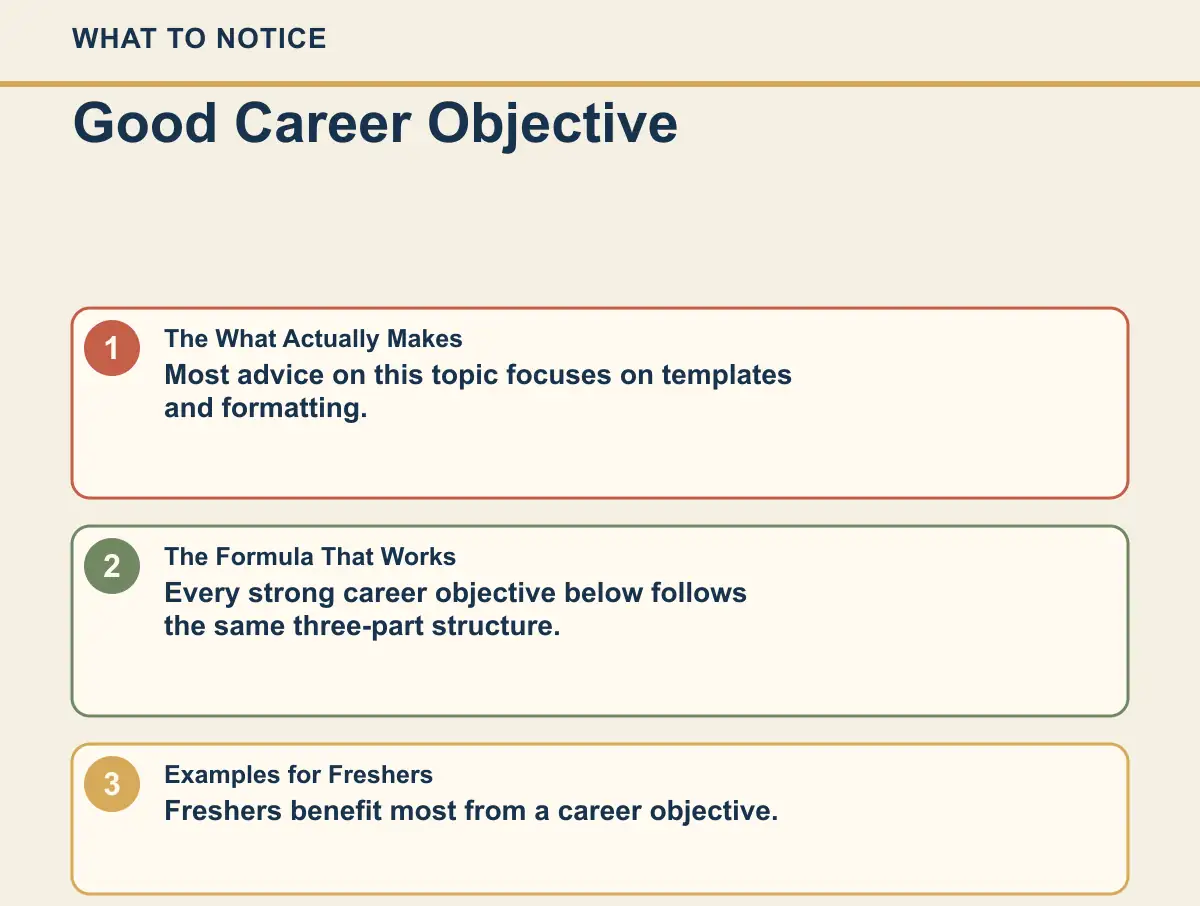 WHAT TO NOTICE
Good Career Objective
1
The What Actually Makes
Most advice on this topic focuses on templates
and formatting.
2
The Formula That Works
Every strong career objective below follows
the same three-part structure.
3
Examples for Freshers
Freshers benefit most from a career objective.